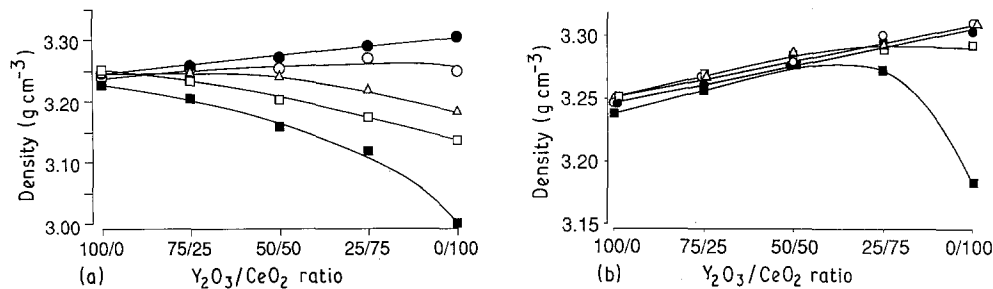 3.30
3.20
3.10
3.00
Density (g cm⁻³)
100/0 75/25 50/50 25/75 0/100
(a) Y₂O₃/CeO₂ ratio
3.30
3.25
3.20
3.15
Density (g cm⁻³)
100/0 75/25 50/50 25/75 0/100
(b) Y₂O₃/CeO₂ ratio